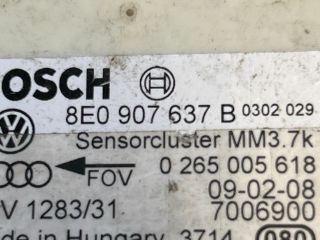 OSCH
8E0 907 637 B 0302 029
Sensorcluster MM3.7k
FOV 0 265 005 618
09-02-08
V 1283/31 7006900
de in Hungary 3714 080